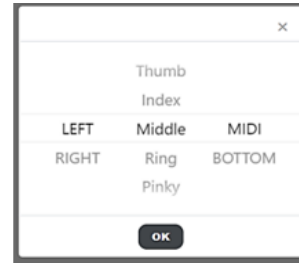 ×
Thumb
Index
LEFT Middle MIDI
RIGHT Ring BOTTOM
Pinky
OK